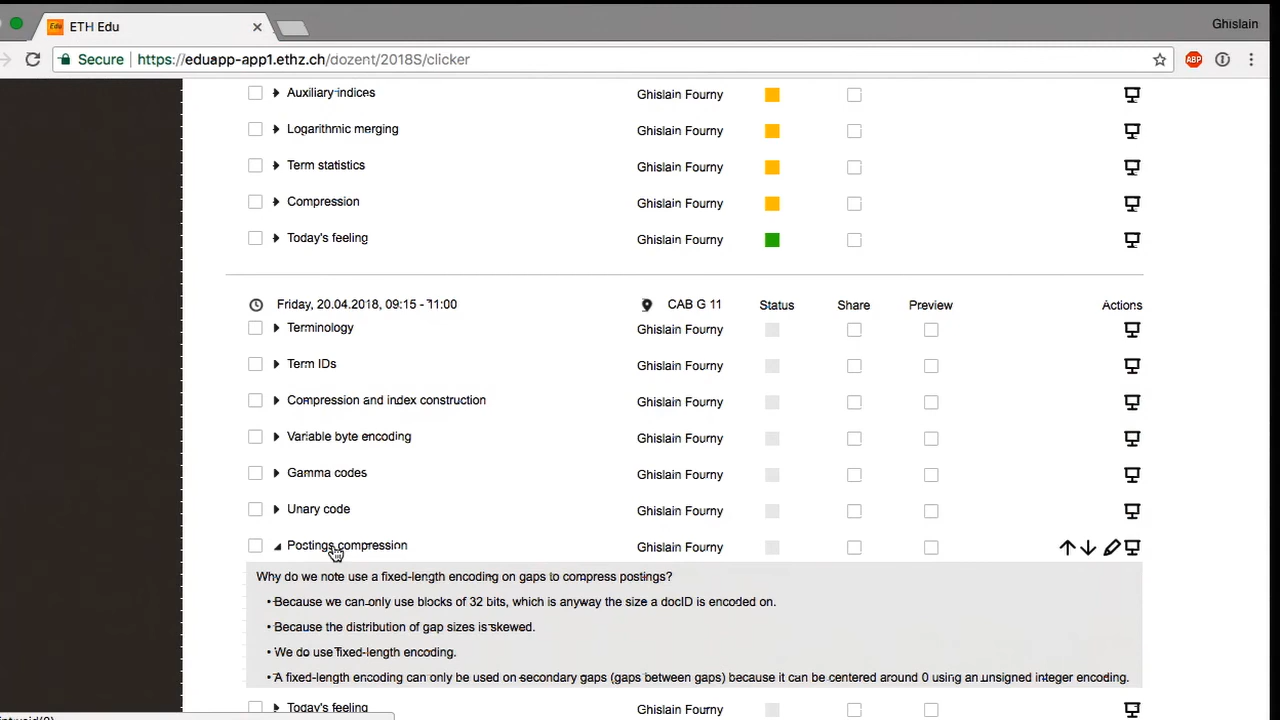 ETH Edu
Ghislain
Secure https://eduapp-app1.ethz.ch/dozent/2018S/clicker
ABP
Auxiliary indices Ghislain Fourny
Logarithmic merging Ghislain Fourny
Term statistics Ghislain Fourny
Compression Ghislain Fourny
Today's feeling Ghislain Fourny
Friday, 20.04.2018, 09:15 - 11:00 CAB G 11 Status Share Preview Actions
Terminology Ghislain Fourny
Term IDs Ghislain Fourny
Compression and index construction Ghislain Fourny
Variable byte encoding Ghislain Fourny
Gamma codes Ghislain Fourny
Unary code Ghislain Fourny
Postings compression Ghislain Fourny
Why do we note use a fixed-length encoding on gaps to compress postings?
• Because we can only use blocks of 32 bits, which is anyway the size a docID is encoded on.
• Because the distribution of gap sizes is skewed.
• We do use fixed-length encoding.
• A fixed-length encoding can only be used on secondary gaps (gaps between gaps) because it can be centered around 0 using an unsigned integer encoding.
Today's feeling Ghislain Fourny